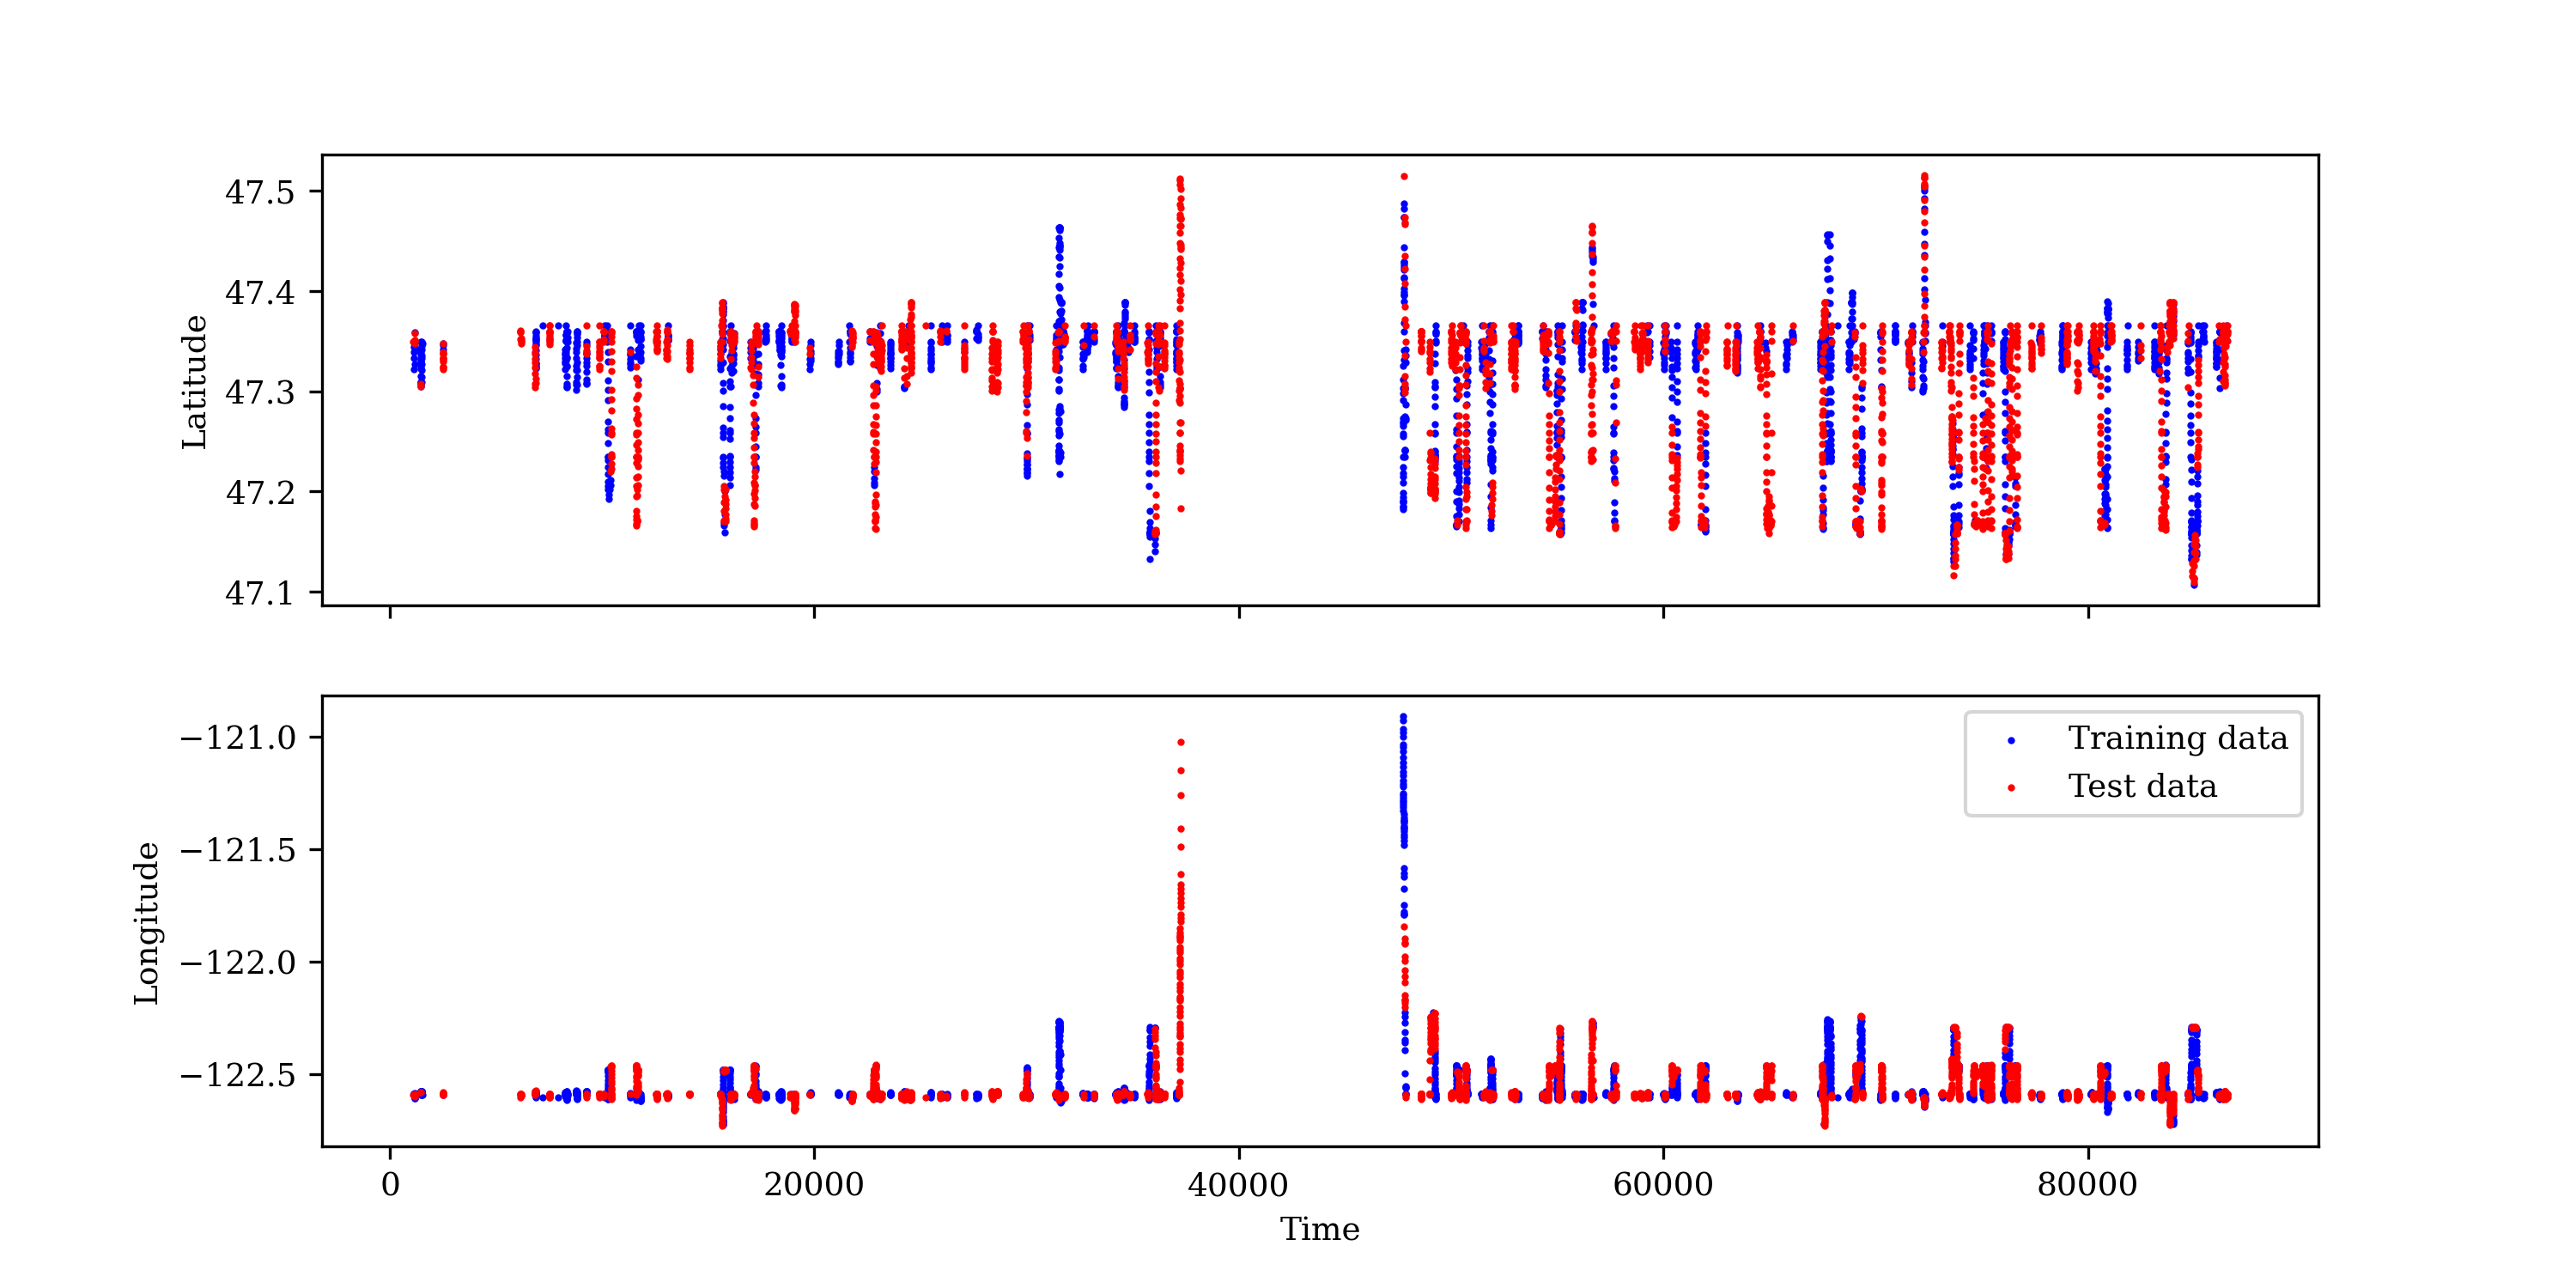 47.5
47.4
47.3
47.2
47.1
Latitude
−121.0
−121.5
−122.0
−122.5
Longitude
Training data
Test data
0 20000 40000 60000 80000
Time